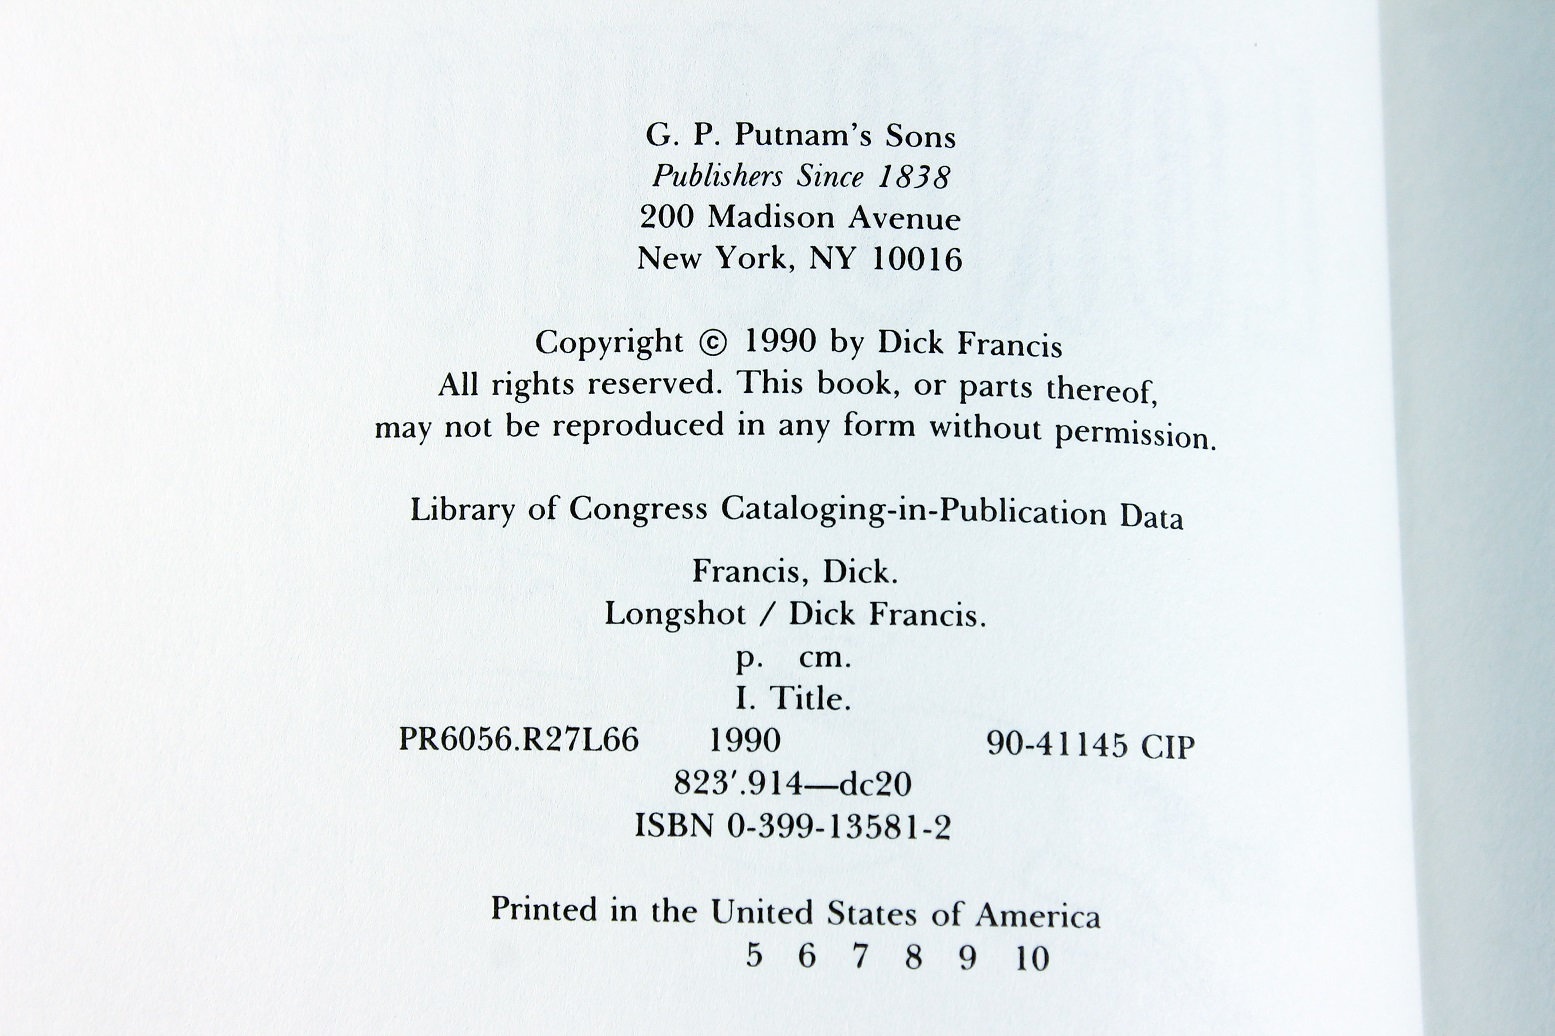 G. P. Putnam's Sons
Publishers Since 1838
200 Madison Avenue
New York, NY 10016
Copyright © 1990 by Dick Francis
All rights reserved. This book, or parts thereof,
may not be reproduced in any form without permission.
Library of Congress Cataloging-in-Publication Data
Francis, Dick.
Longshot / Dick Francis.
p. cm.
I. Title.
PR6056.R27L66 1990 90-41145 CIP
823′.914—dc20
ISBN 0-399-13581-2
Printed in the United States of America
5 6 7 8 9 10